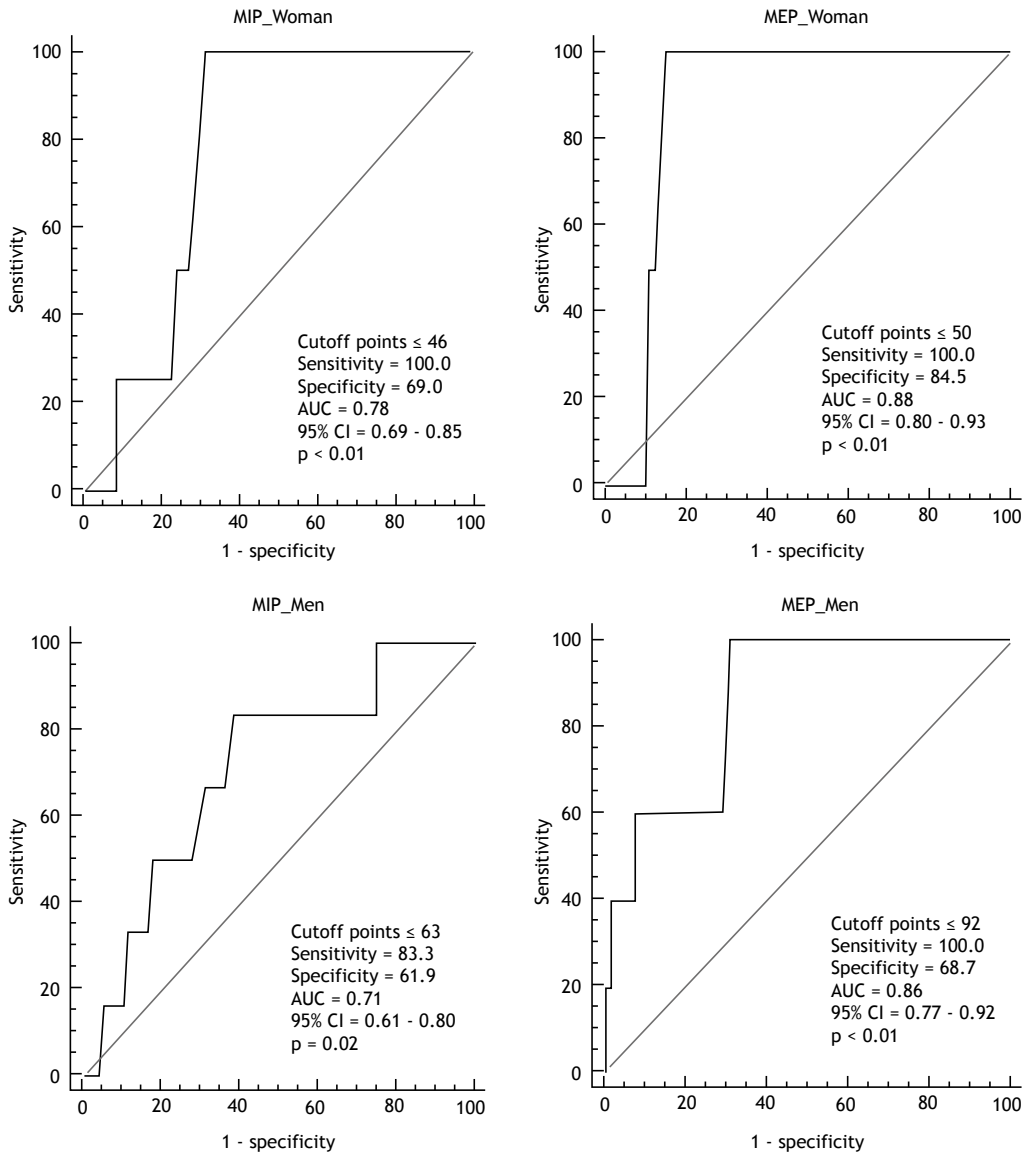 MIP_Woman
100
80
60
40
20
0
Sensitivity
Cutoff points ≤ 46
Sensitivity = 100.0
Specificity = 69.0
AUC = 0.78
95% CI = 0.69 - 0.85
p < 0.01
0 20 40 60 80 100
1 - specificity
MEP_Woman
100
80
60
40
20
0
Sensitivity
Cutoff points ≤ 50
Sensitivity = 100.0
Specificity = 84.5
AUC = 0.88
95% CI = 0.80 - 0.93
p < 0.01
0 20 40 60 80 100
1 - specificity
MIP_Men
100
80
60
40
20
0
Sensitivity
Cutoff points ≤ 63
Sensitivity = 83.3
Specificity = 61.9
AUC = 0.71
95% CI = 0.61 - 0.80
p = 0.02
0 20 40 60 80 100
1 - specificity
MEP_Men
100
80
60
40
20
0
Sensitivity
Cutoff points ≤ 92
Sensitivity = 100.0
Specificity = 68.7
AUC = 0.86
95% CI = 0.77 - 0.92
p < 0.01
0 20 40 60 80 100
1 - specificity